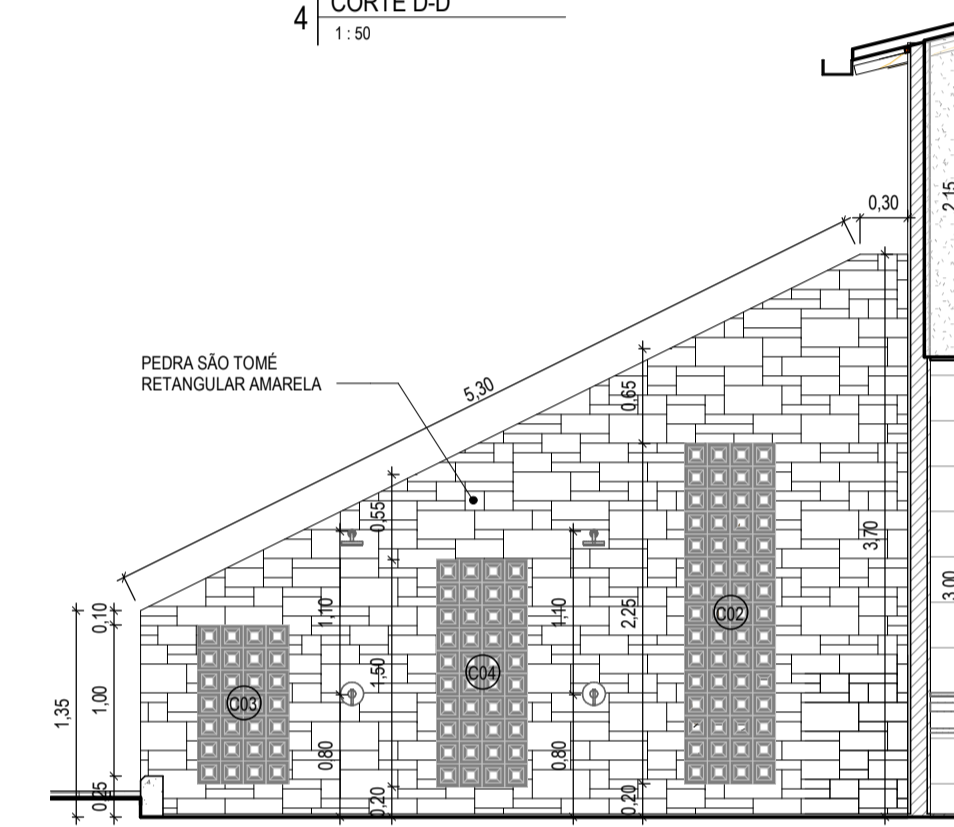 4
CORTE D-D
1 : 50
0,30
2,15
PEDRA SÃO TOMÉ
RETANGULAR AMARELA
5,30
0,65
0,55
3,70
3,00
0,10
1,10
1,10
2,25
C02
C04
C03
1,50
1,00
1,35
0,80
0,80
0,25
0,20
0,20